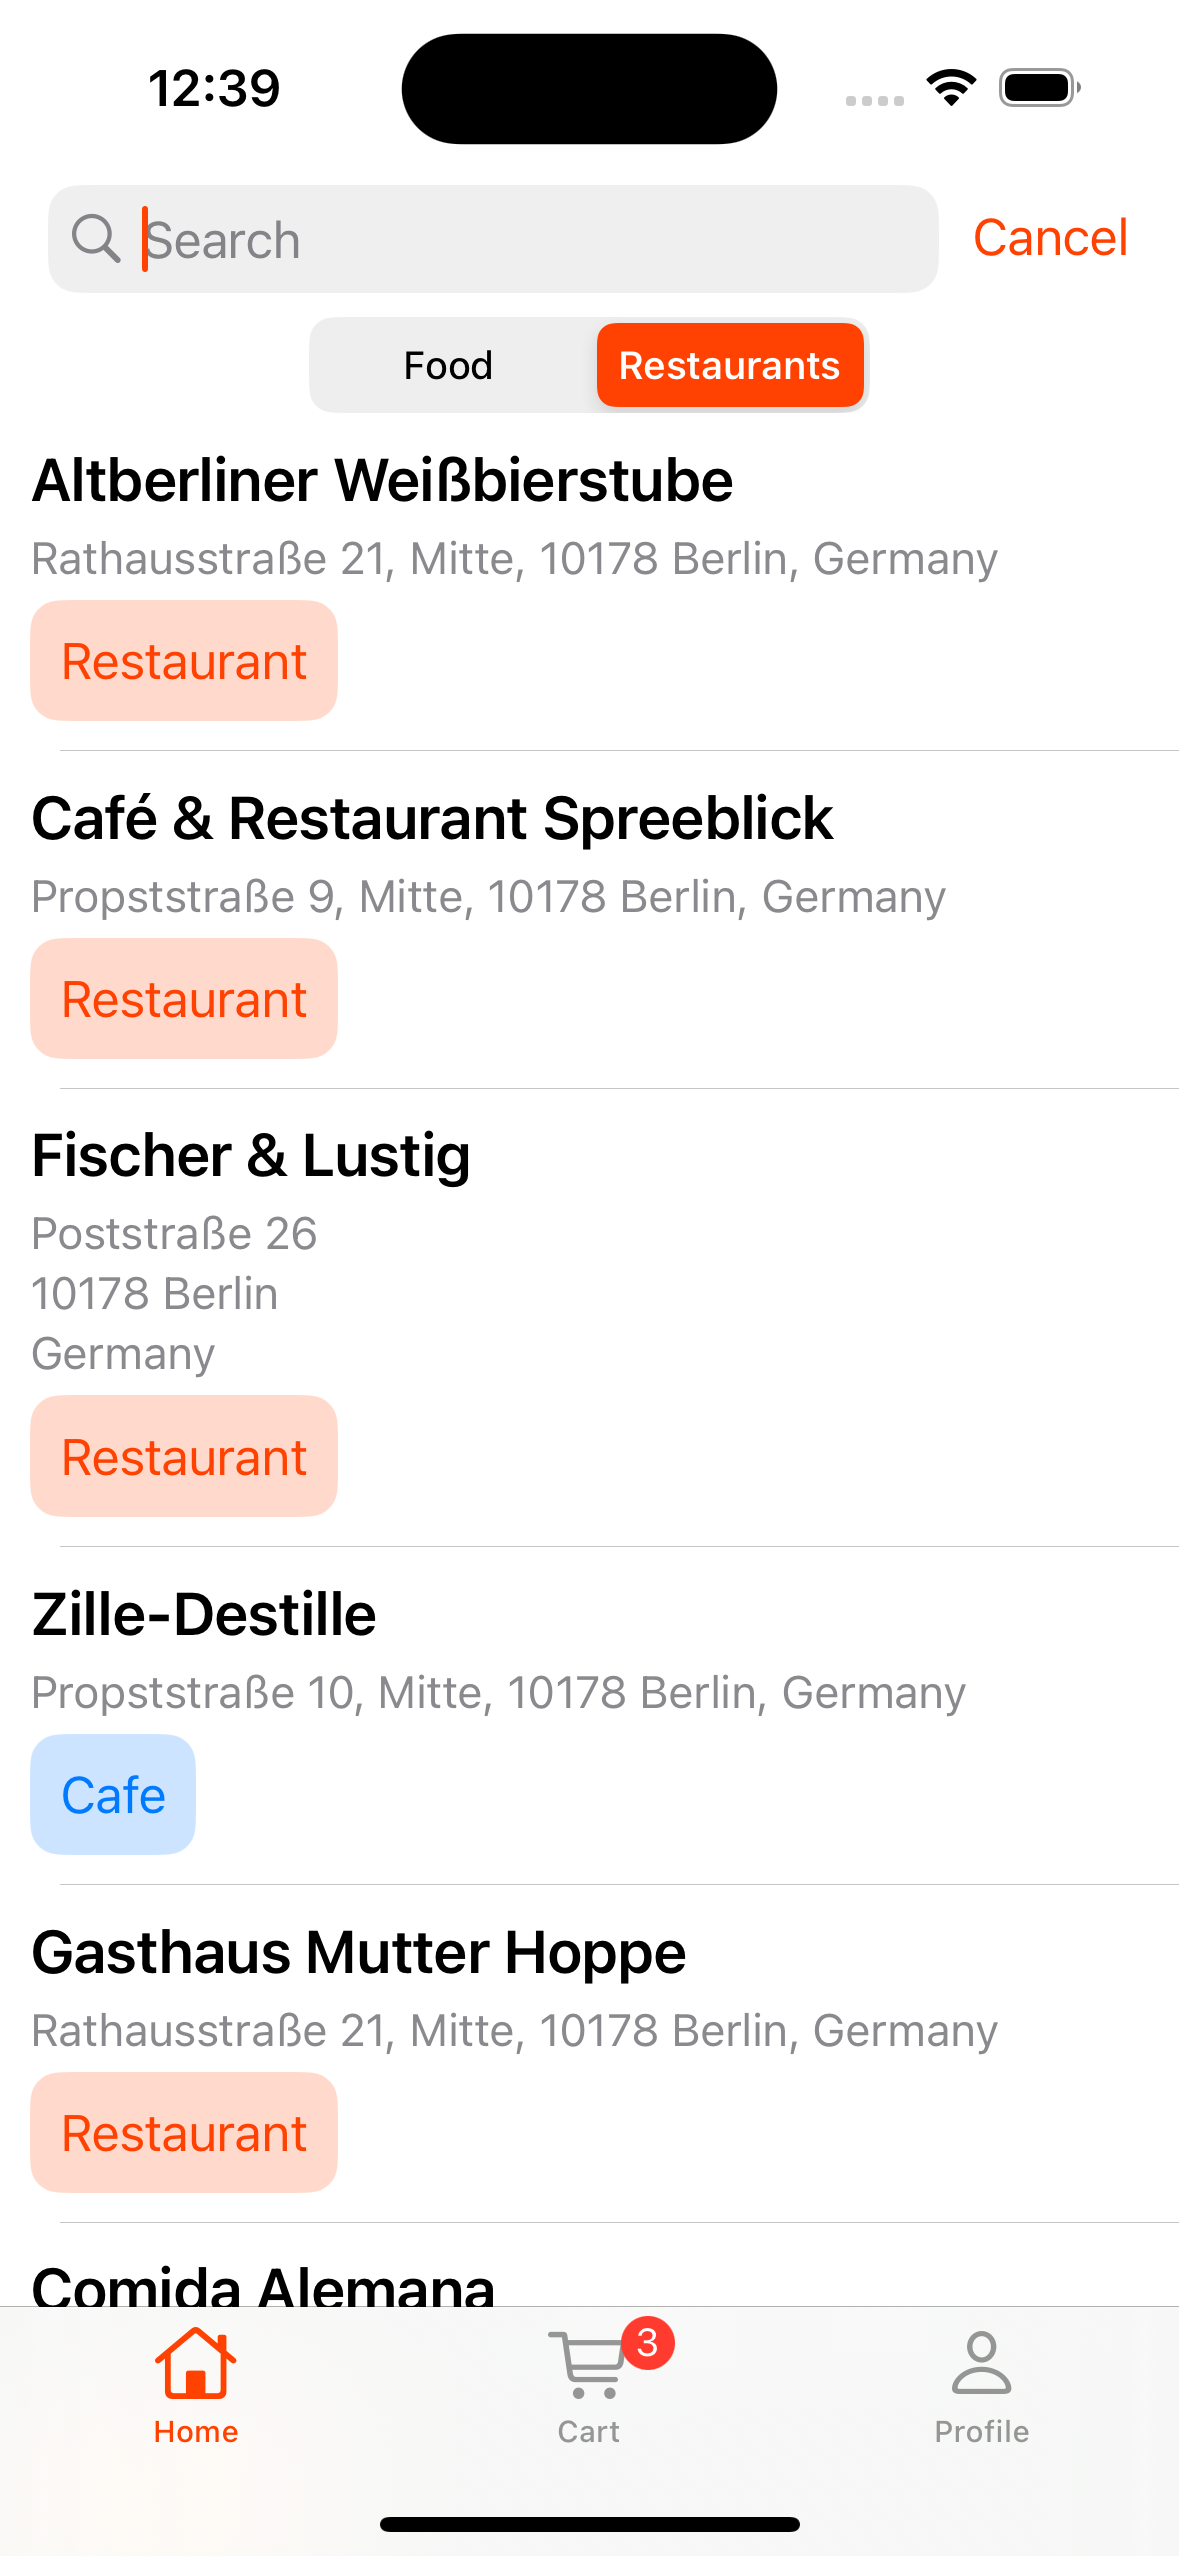 12:39
Search
Cancel
Food
Restaurants
Altberliner Weißbierstube
Rathausstraße 21, Mitte, 10178 Berlin, Germany
Restaurant
Café & Restaurant Spreeblick
Propststraße 9, Mitte, 10178 Berlin, Germany
Restaurant
Fischer & Lustig
Poststraße 26
10178 Berlin
Germany
Restaurant
Zille-Destille
Propststraße 10, Mitte, 10178 Berlin, Germany
Cafe
Gasthaus Mutter Hoppe
Rathausstraße 21, Mitte, 10178 Berlin, Germany
Restaurant
Comida Alemana
3
Home
Cart
Profile